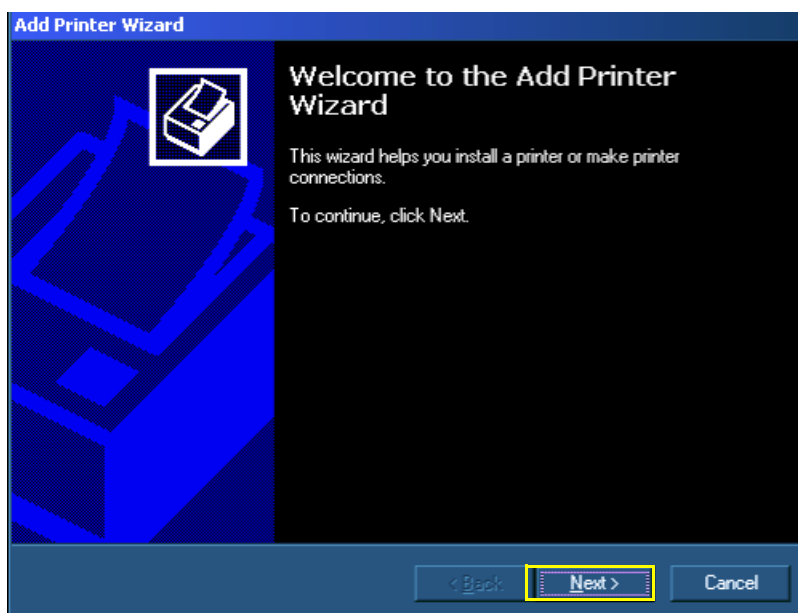 Add Printer Wizard
Welcome to the Add Printer
Wizard
This wizard helps you install a printer or make printer
connections.
To continue, click Next.
< Back
Next >
Cancel